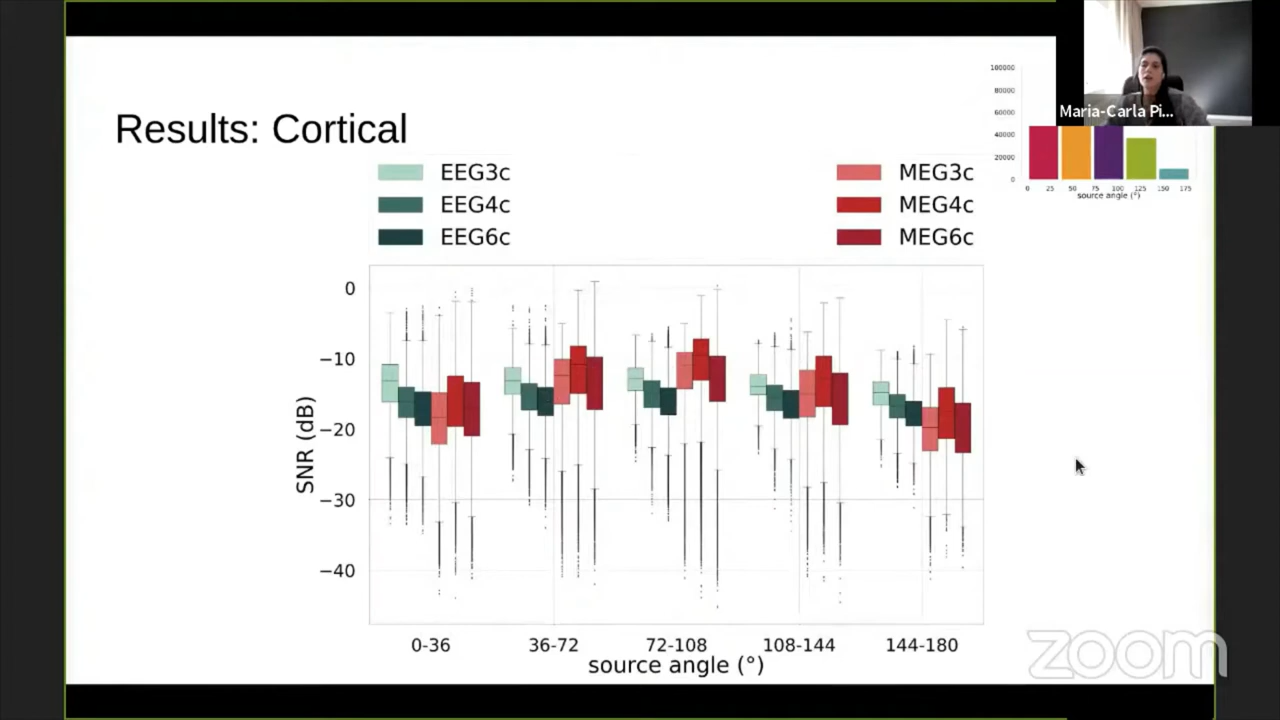 Maria-Carla Pi...
Results: Cortical
EEG3c
EEG4c
EEG6c
MEG3c
MEG4c
MEG6c
100000
80000
60000
40000
20000
0
0 25 50 75 100 125 150 175
source angle (°)
SNR (dB)
0
−10
−20
−30
−40
0-36 36-72 72-108 108-144 144-180
source angle (°)
zoom